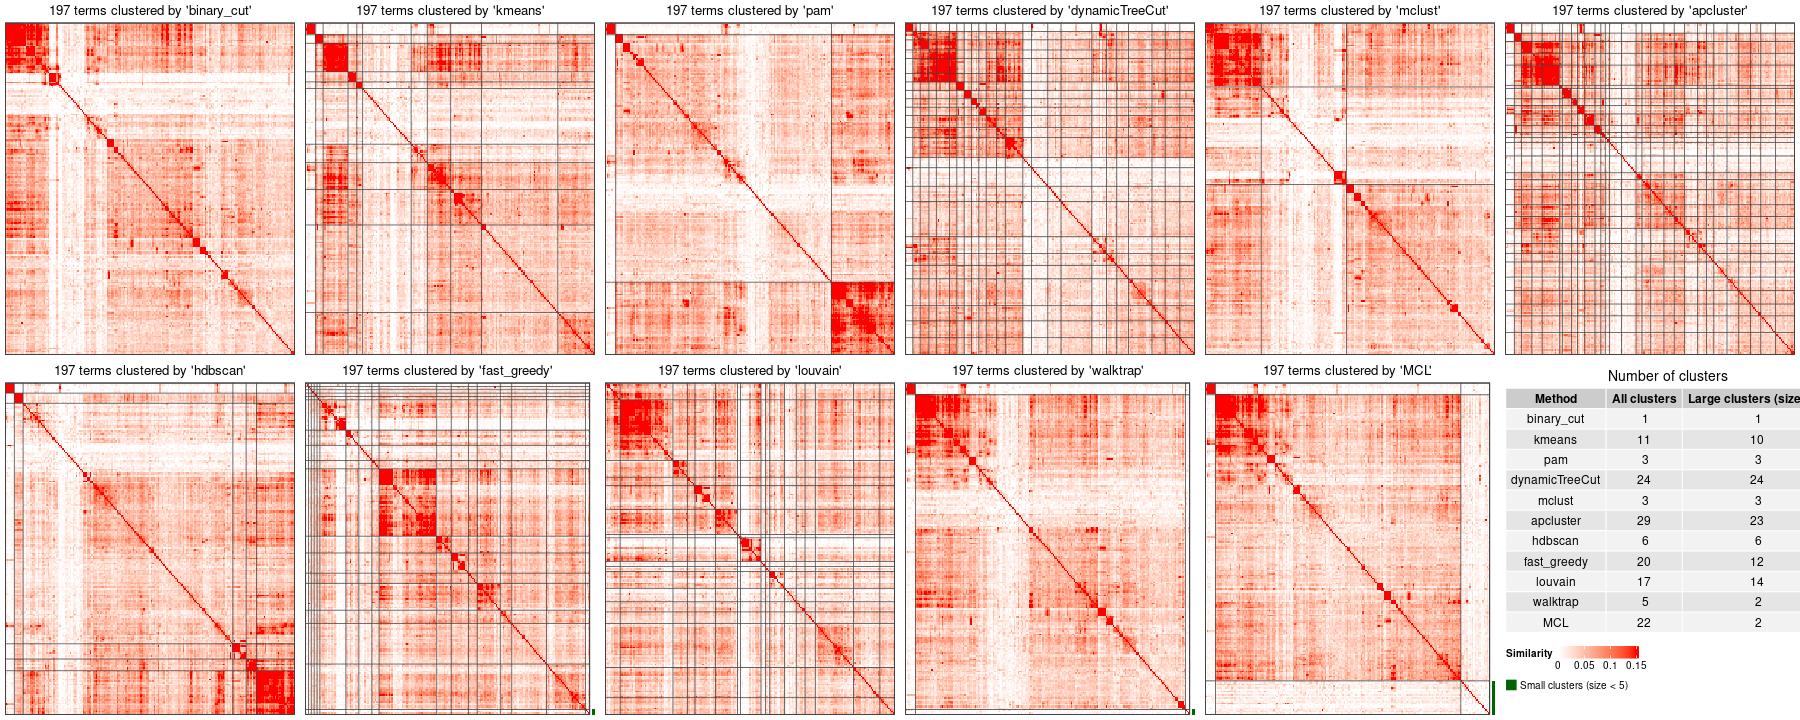 197 terms clustered by 'binary_cut'
197 terms clustered by 'kmeans'
197 terms clustered by 'pam'
197 terms clustered by 'dynamicTreeCut'
197 terms clustered by 'mclust'
197 terms clustered by 'apcluster'
197 terms clustered by 'hdbscan'
197 terms clustered by 'fast_greedy'
197 terms clustered by 'louvain'
197 terms clustered by 'walktrap'
197 terms clustered by 'MCL'
Number of clusters
Method All clusters Large clusters (size
binary_cut 1 1
kmeans 11 10
pam 3 3
dynamicTreeCut 24 24
mclust 3 3
apcluster 29 23
hdbscan 6 6
fast_greedy 20 12
louvain 17 14
walktrap 5 2
MCL 22 2
Similarity
0 0.05 0.1 0.15
Small clusters (size < 5)